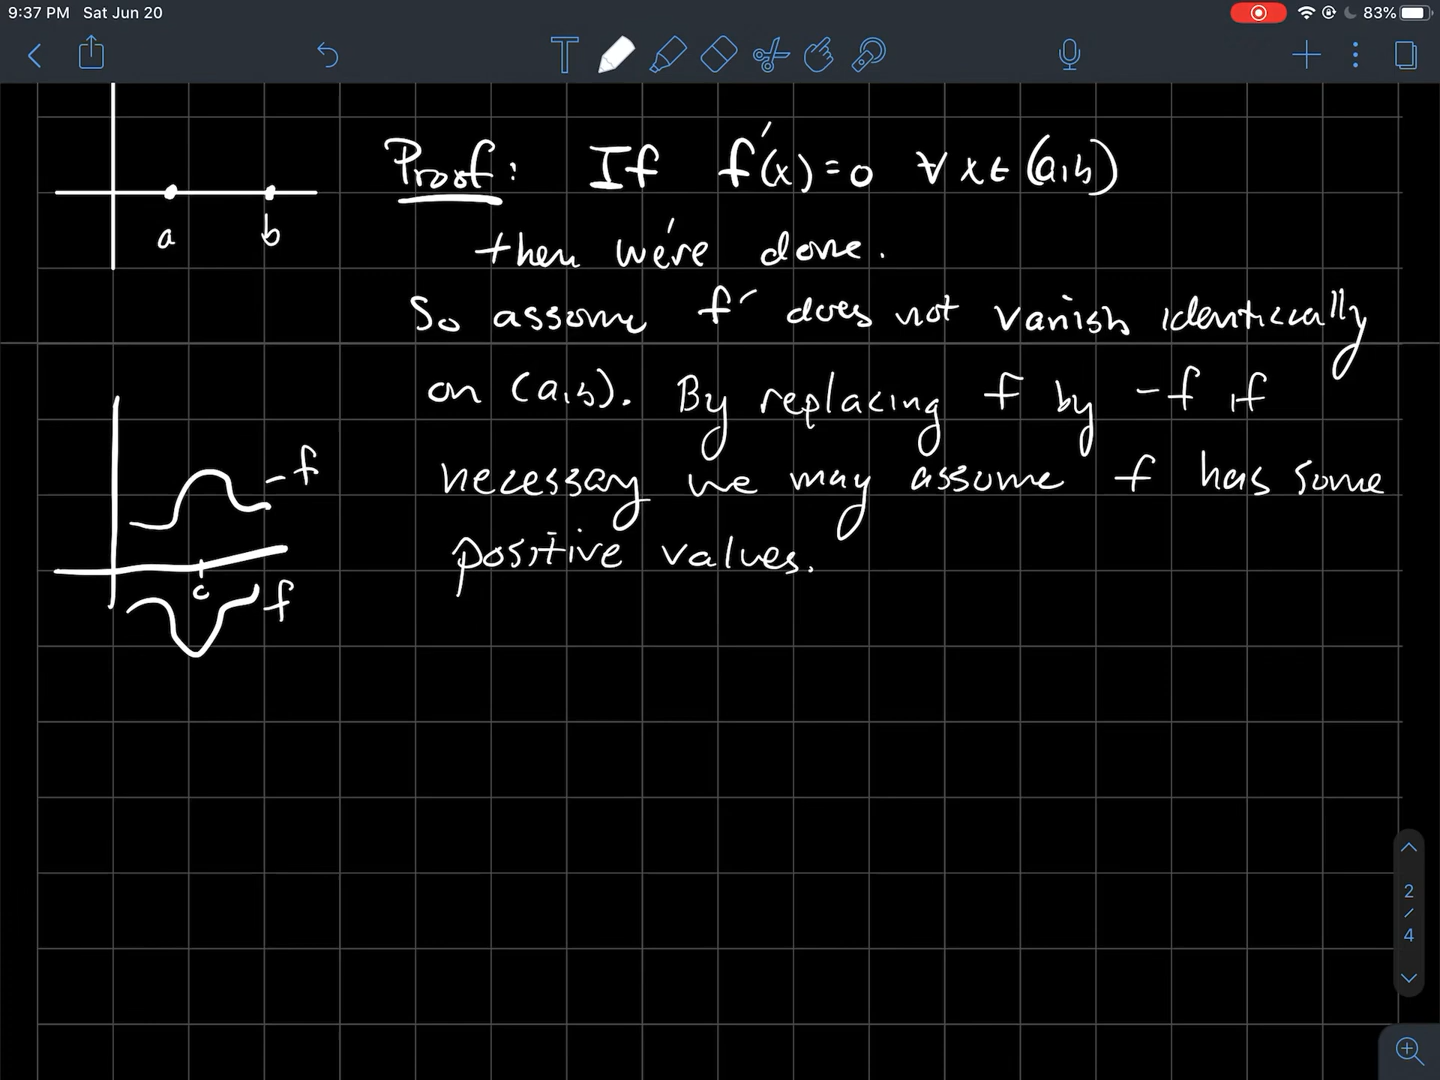 9:37 PM Sat Jun 20
83%
T
Proof: If f'(x)=0 ∀ x ∈ (a,b)
a b
then we're done.
So assume f' does not vanish identically
on (a,b). By replacing f by -f if
-f
necessary we may assume f has some
positive values.
c
f
2
/
4